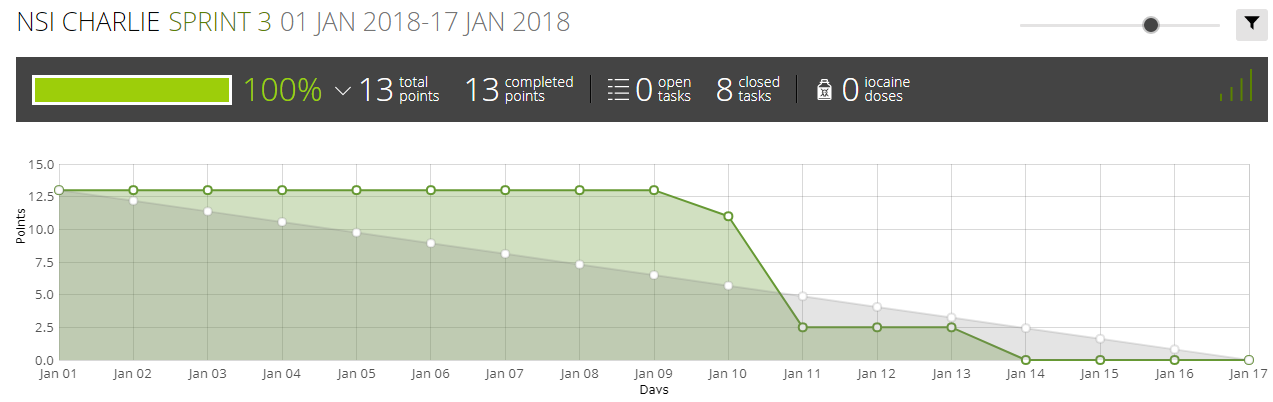 NSI CHARLIE SPRINT 3 01 JAN 2018-17 JAN 2018
100% 13 total points 13 completed points 0 open tasks 8 closed tasks 0 iocaine doses
15.0
12.5
10.0
7.5
5.0
2.5
0.0
Points
Jan 01 Jan 02 Jan 03 Jan 04 Jan 05 Jan 06 Jan 07 Jan 08 Jan 09 Jan 10 Jan 11 Jan 12 Jan 13 Jan 14 Jan 15 Jan 16 Jan 17
Days